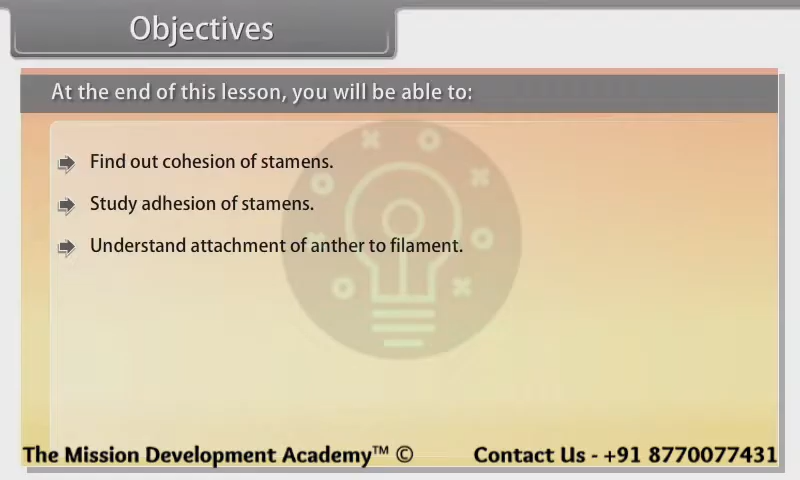 Objectives
At the end of this lesson, you will be able to:
Find out cohesion of stamens.
Study adhesion of stamens.
Understand attachment of anther to filament.
The Mission Development Academy™ © Contact Us - +91 8770077431